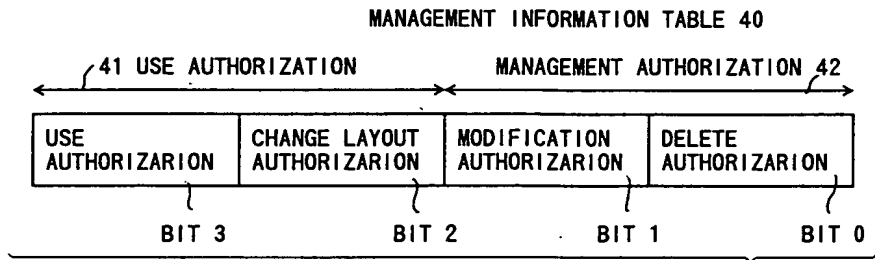 MANAGEMENT INFORMATION TABLE 40
41 USE AUTHORIZATION MANAGEMENT AUTHORIZATION 42
USE AUTHORIZARION CHANGE LAYOUT AUTHORIZARION MODIFICATION AUTHORIZARION DELETE AUTHORIZARION
BIT 3 BIT 2 BIT 1 BIT 0